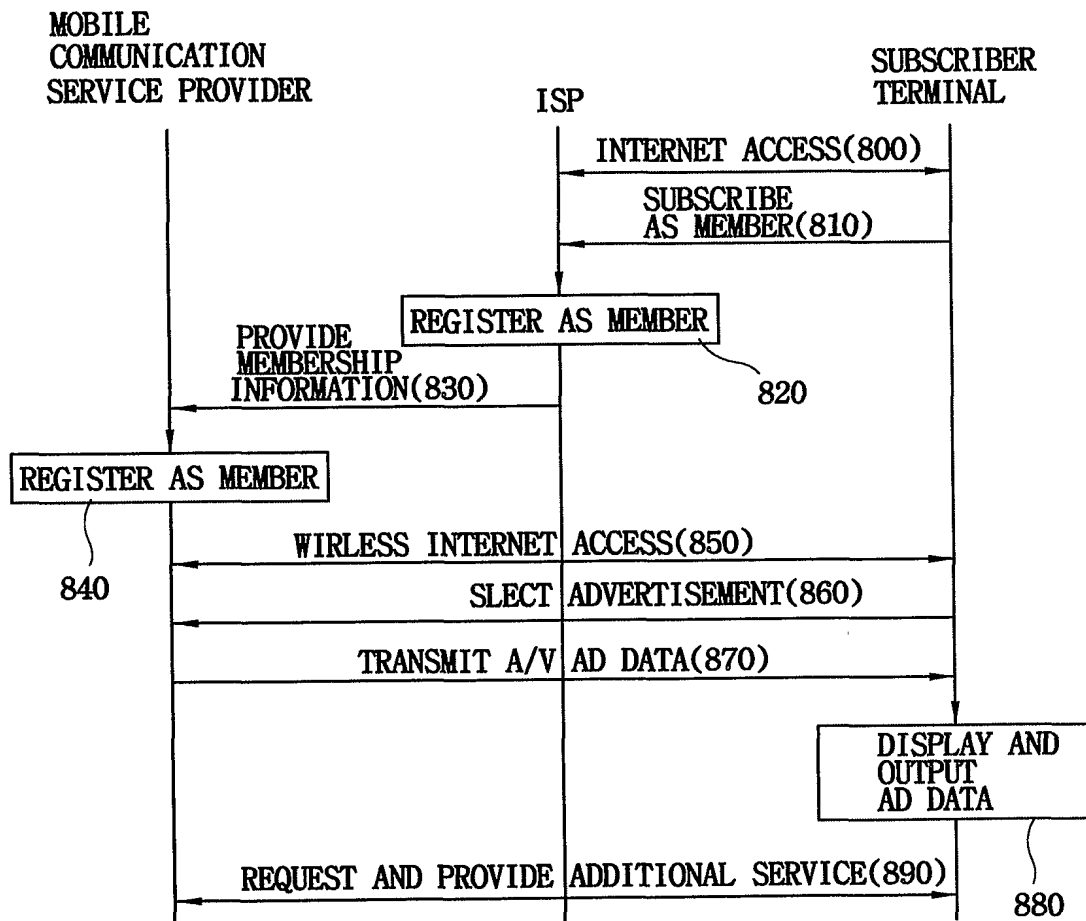 MOBILE
COMMUNICATION
SERVICE PROVIDER
ISP
SUBSCRIBER
TERMINAL
INTERNET ACCESS(800)
SUBSCRIBE
AS MEMBER(810)
REGISTER AS MEMBER
820
PROVIDE
MEMBERSHIP
INFORMATION(830)
REGISTER AS MEMBER
840
WIRLESS INTERNET ACCESS(850)
SLECT ADVERTISEMENT(860)
TRANSMIT A/V AD DATA(870)
DISPLAY AND
OUTPUT
AD DATA
880
REQUEST AND PROVIDE ADDITIONAL SERVICE(890)